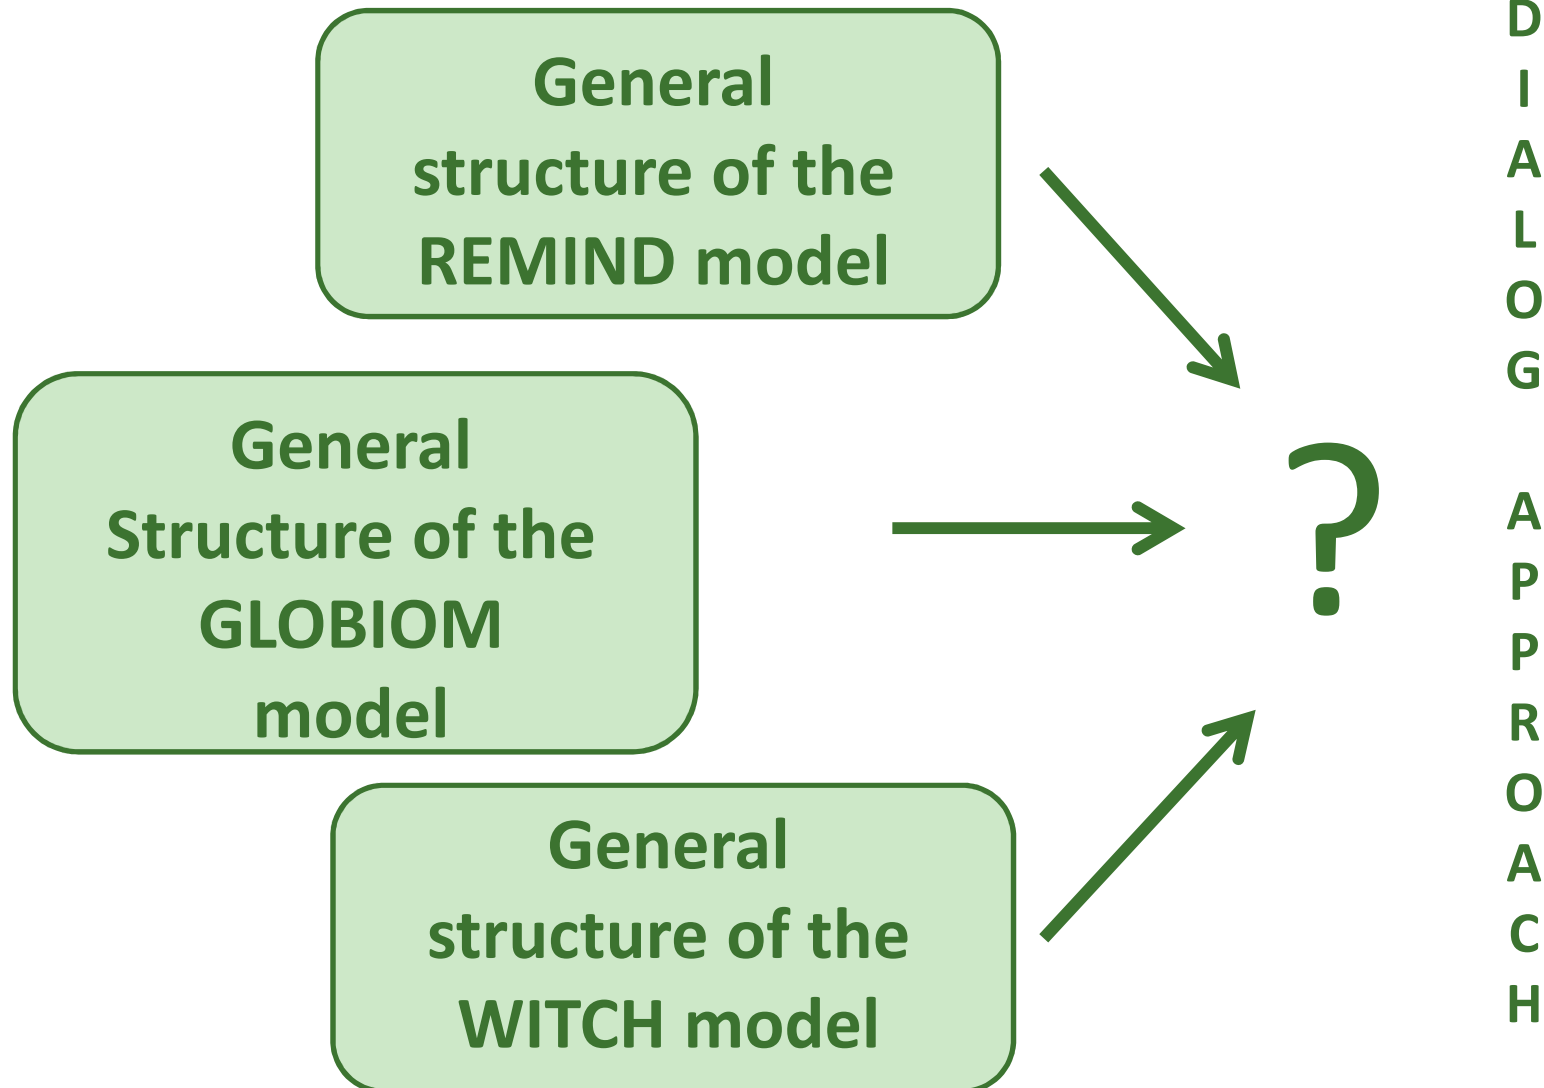 General
structure of the
REMIND model
General
Structure of the
GLOBIOM
model
General
structure of the
WITCH model
?
D
I
A
L
O
G
A
P
P
R
O
A
C
H